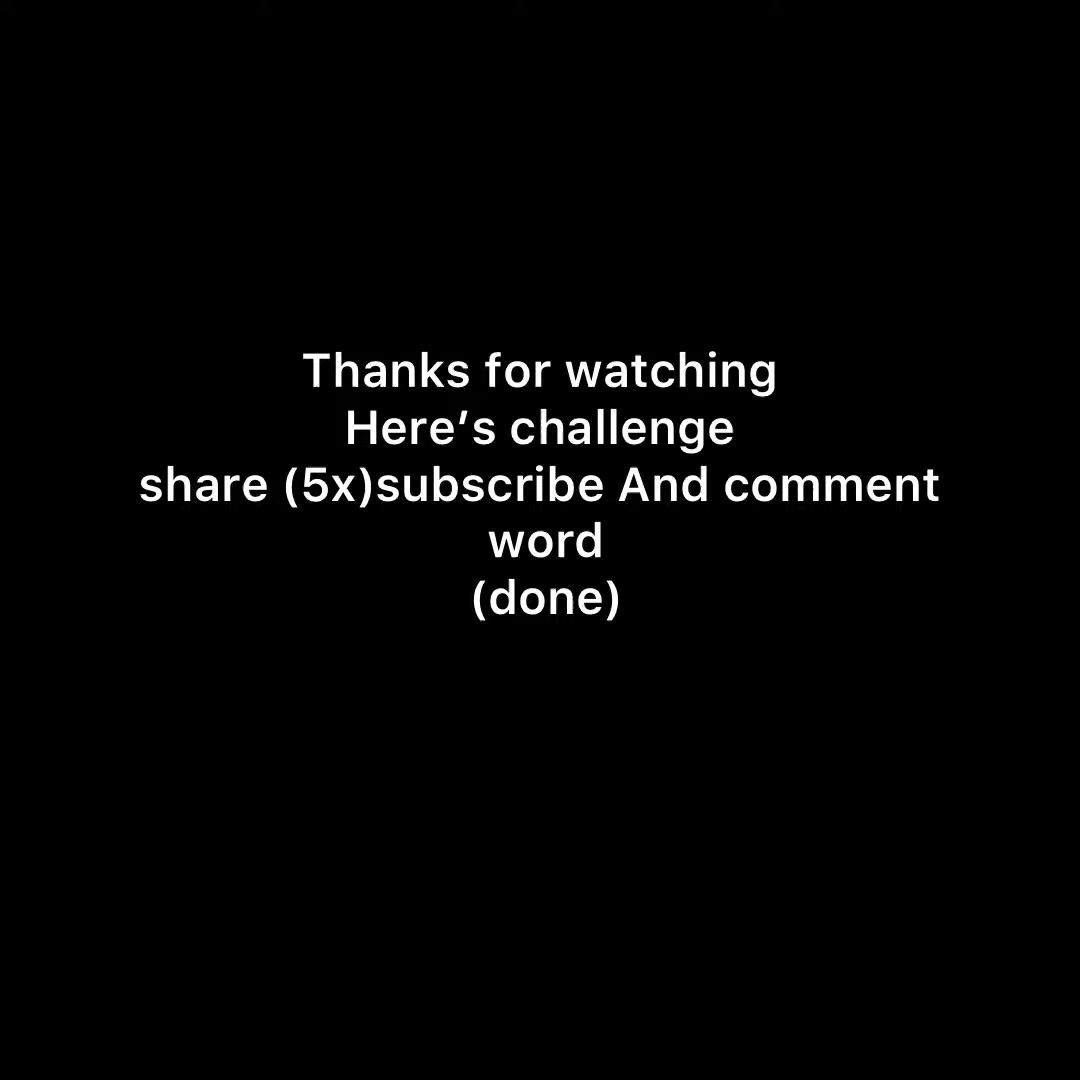 Thanks for watching
Here’s challenge
share (5x)subscribe And comment
word
(done)